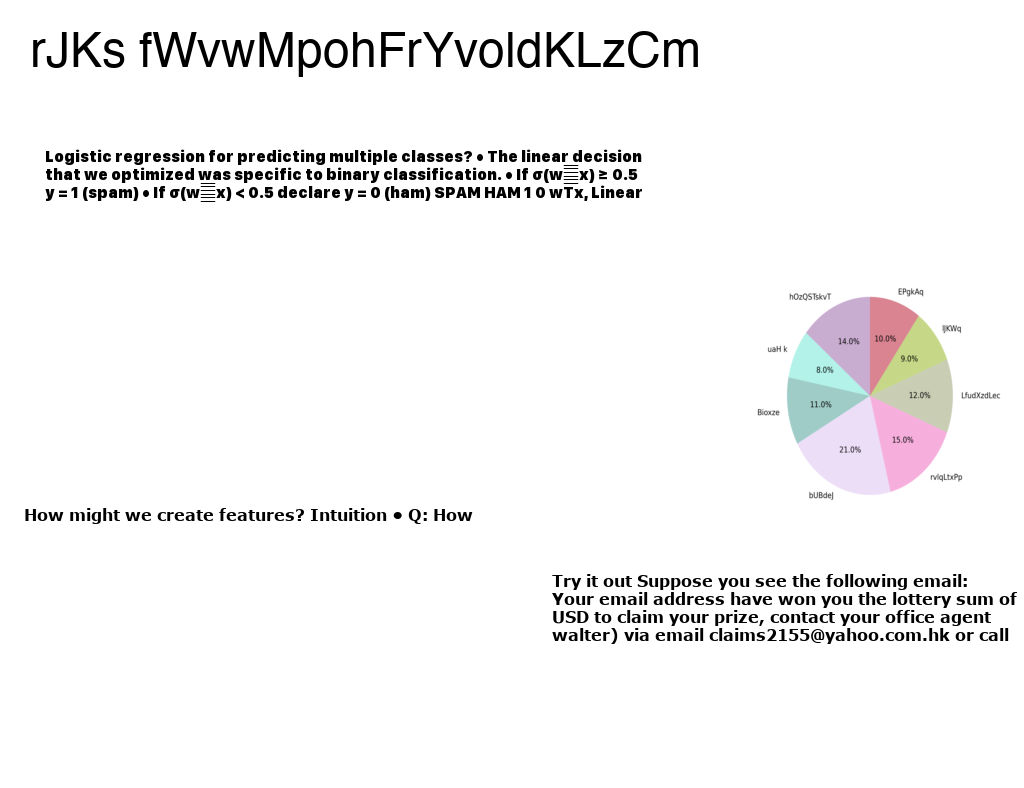 rJKs fWvwMpohFrYvoldKLzCm
Logistic regression for predicting multiple classes? • The linear decision
that we optimized was specific to binary classification. • If σ(w x) ≥ 0.5
y = 1 (spam) • If σ(w x) < 0.5 declare y = 0 (ham) SPAM HAM 1 0 wTx, Linear
hOzQSTskvT
EPgkAq
IJKWq
uaH k
LfudXzdLec
Bioxze
rvIqLtxPp
bUBdeJ
14.0%
10.0%
9.0%
8.0%
12.0%
11.0%
15.0%
21.0%
How might we create features? Intuition • Q: How
Try it out Suppose you see the following email:
Your email address have won you the lottery sum of
USD to claim your prize, contact your office agent
walter) via email claims2155@yahoo.com.hk or call